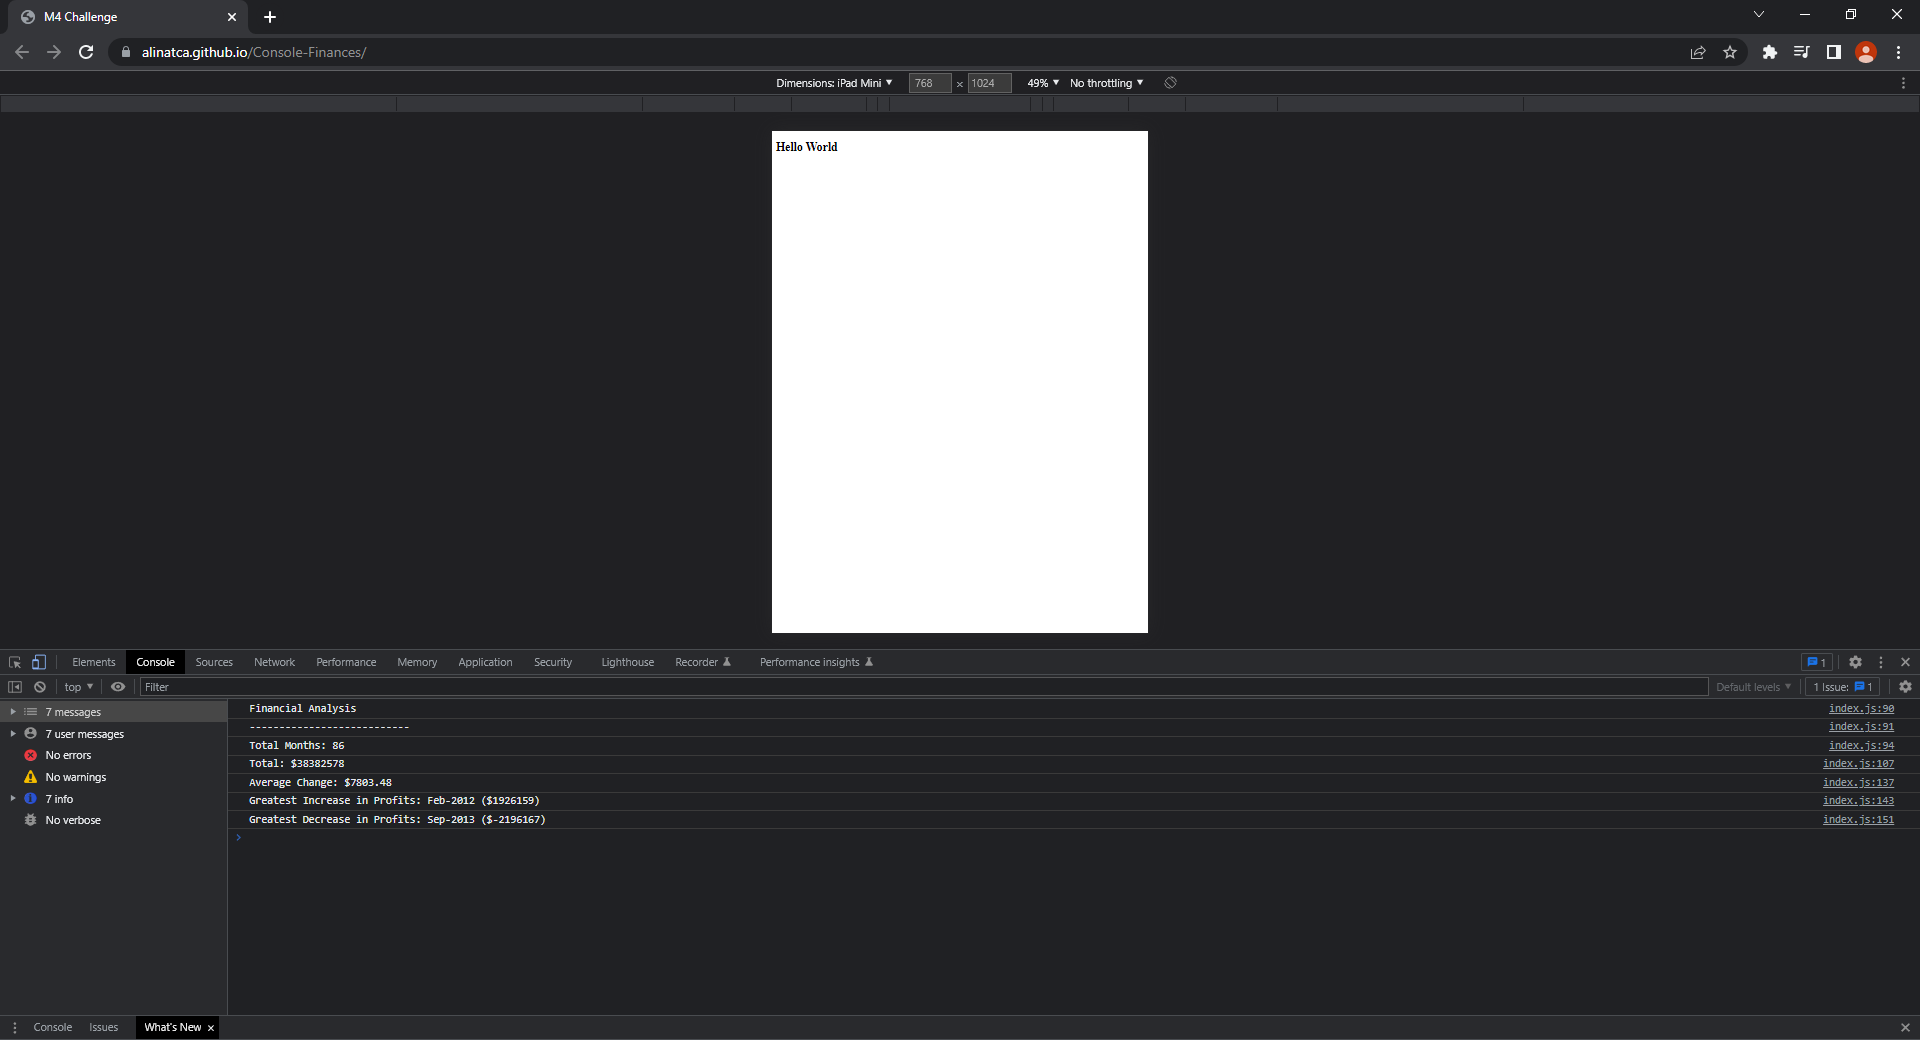 M4 Challenge
alinatca.github.io/Console-Finances/
Dimensions: iPad Mini 768 × 1024 49% No throttling
Hello World
Elements Console Sources Network Performance Memory Application Security Lighthouse Recorder Performance insights 1
top Filter Default levels 1 Issue: 1
7 messages
7 user messages
No errors
No warnings
7 info
No verbose
Financial Analysis index.js:90
--------------------------- index.js:91
Total Months: 86 index.js:94
Total: $38382578 index.js:107
Average Change: $7803.48 index.js:137
Greatest Increase in Profits: Feb-2012 ($1926159) index.js:143
Greatest Decrease in Profits: Sep-2013 ($-2196167) index.js:151
Console Issues What's New